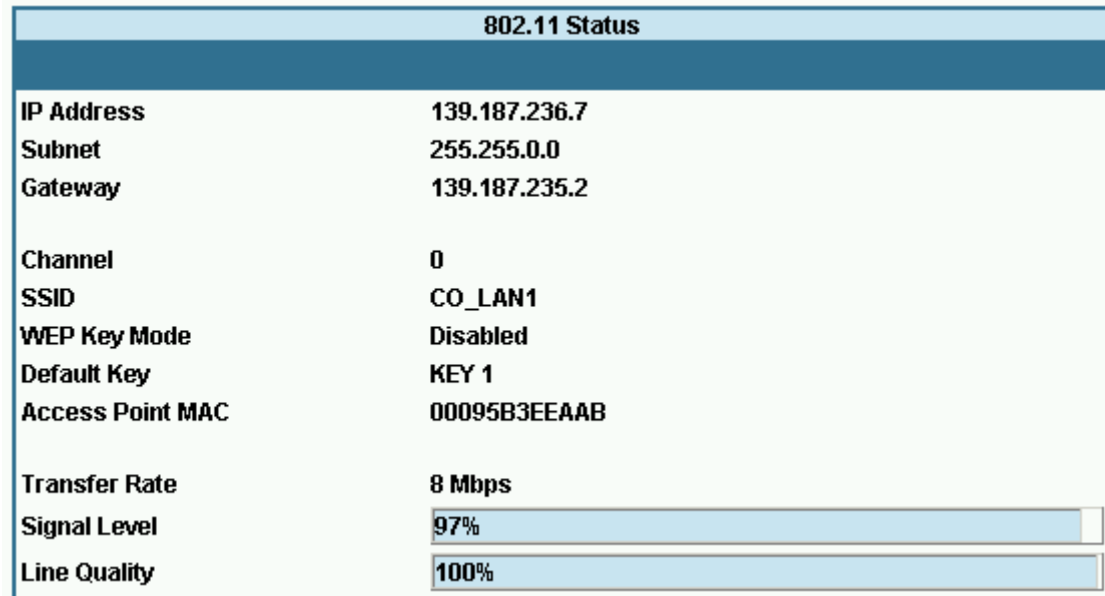 802.11 Status
IP Address 139.187.236.7
Subnet 255.255.0.0
Gateway 139.187.235.2
Channel 0
SSID CO_LAN1
WEP Key Mode Disabled
Default Key KEY 1
Access Point MAC 00095B3EEAAB
Transfer Rate 8 Mbps
Signal Level 97%
Line Quality 100%